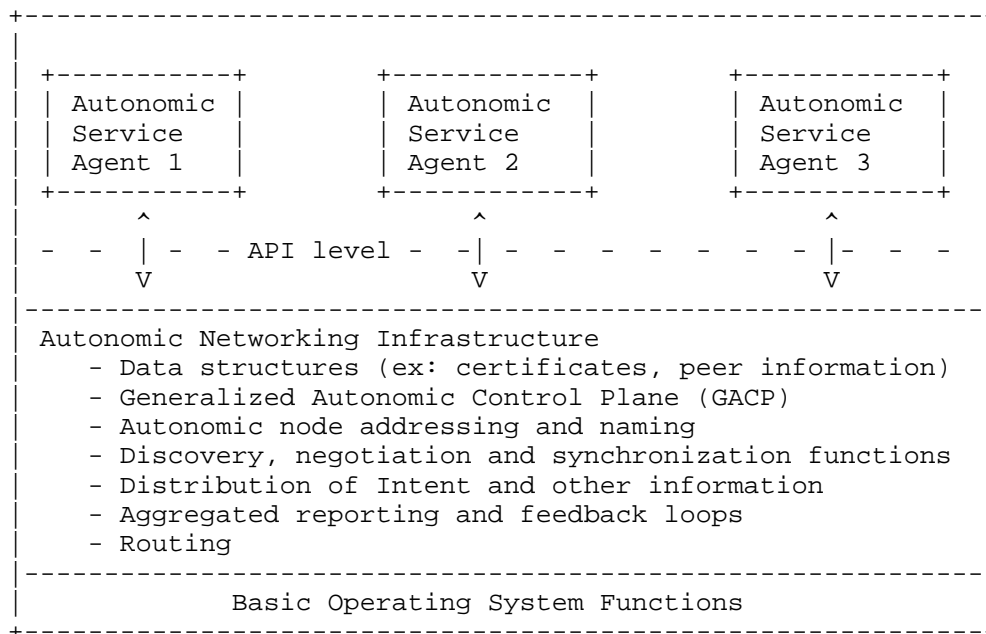 +------------------------------------------------------------
|
| +-----------+        +------------+        +-----------+
| | Autonomic |        | Autonomic  |        | Autonomic |
| | Service   |        | Service    |        | Service   |
| | Agent 1   |        | Agent 2    |        | Agent 3   |
| +-----------+        +------------+        +-----------+
|       ^                    ^                     ^
| -  -  | -  - API level -  -| -  -  -  -  -  -  - |-  -  -
|       V                    V                     V
|------------------------------------------------------------
| Autonomic Networking Infrastructure
|    - Data structures (ex: certificates, peer information)
|    - Generalized Autonomic Control Plane (GACP)
|    - Autonomic node addressing and naming
|    - Discovery, negotiation and synchronization functions
|    - Distribution of Intent and other information
|    - Aggregated reporting and feedback loops
|    - Routing
|------------------------------------------------------------
|             Basic Operating System Functions
+------------------------------------------------------------